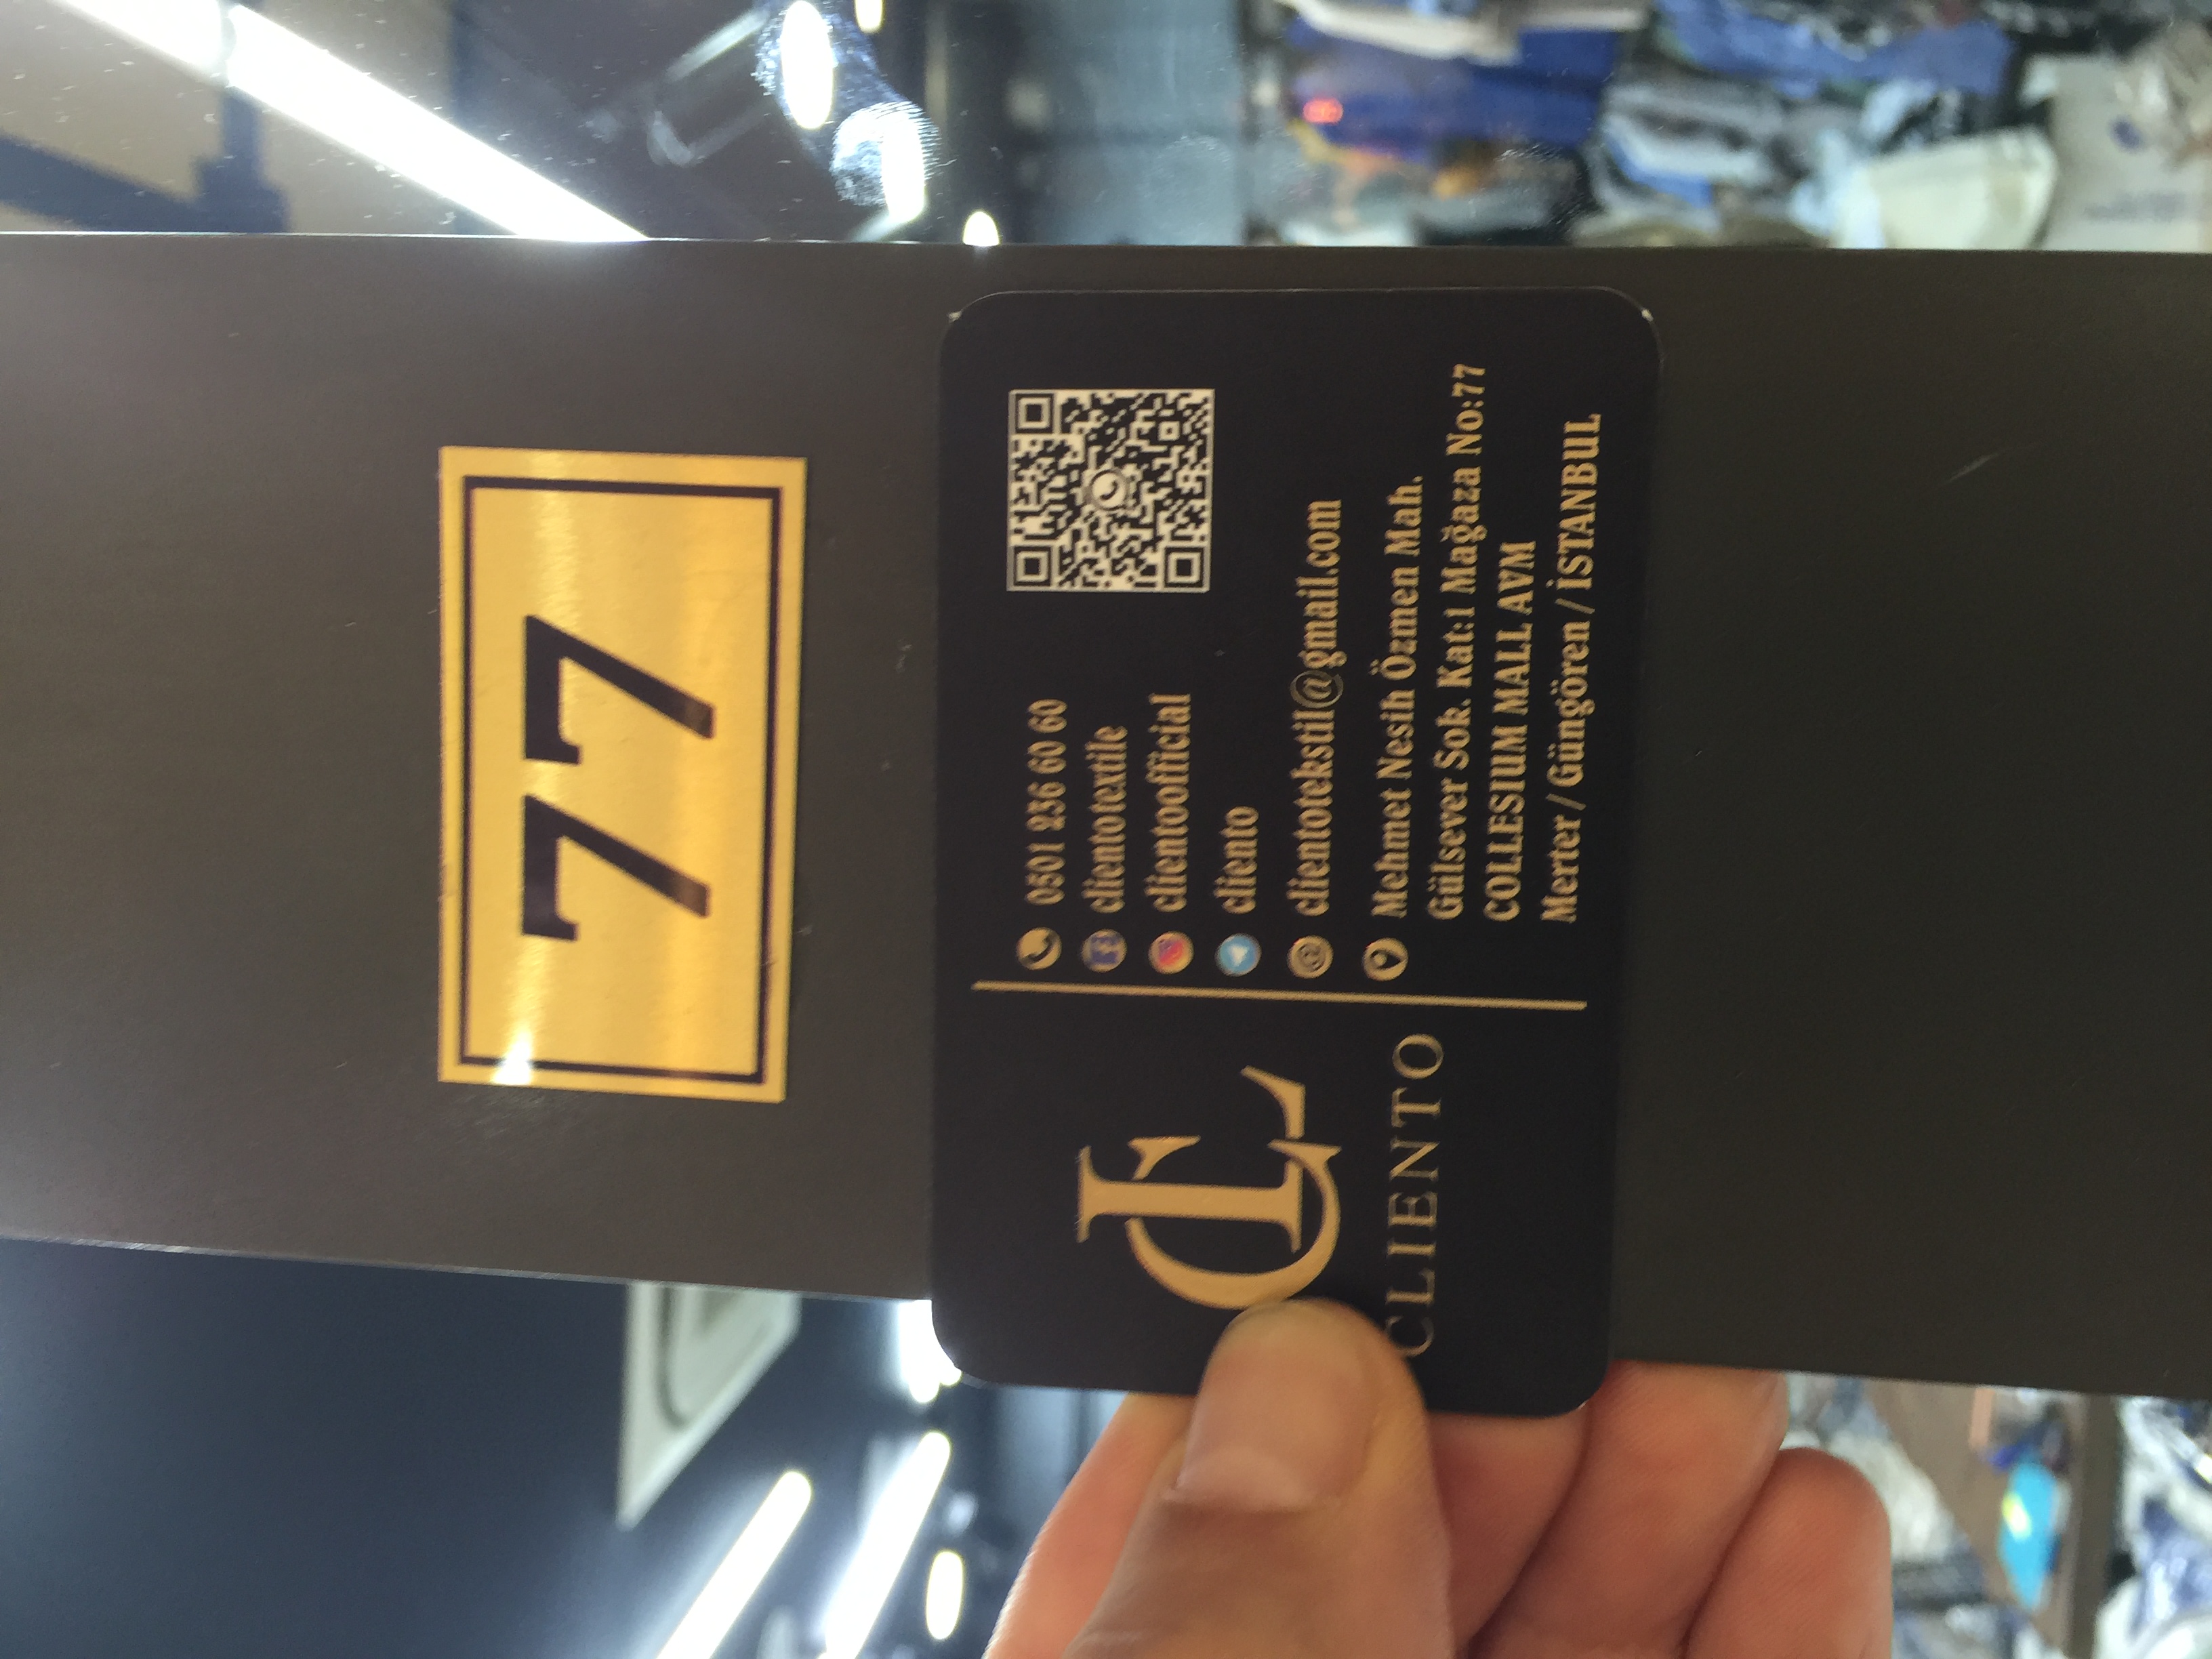 77
CL
CLIENTO
0501 236 60 60
clientotextile
clientoofficial
cliento
clientotekstil@gmail.com
Mehmet Nesih Özmen Mah.
Gülsever Sok. Kat:1 Mağaza No:77
COLLESIUM MALL AVM
Merter / Güngören / İSTANBUL